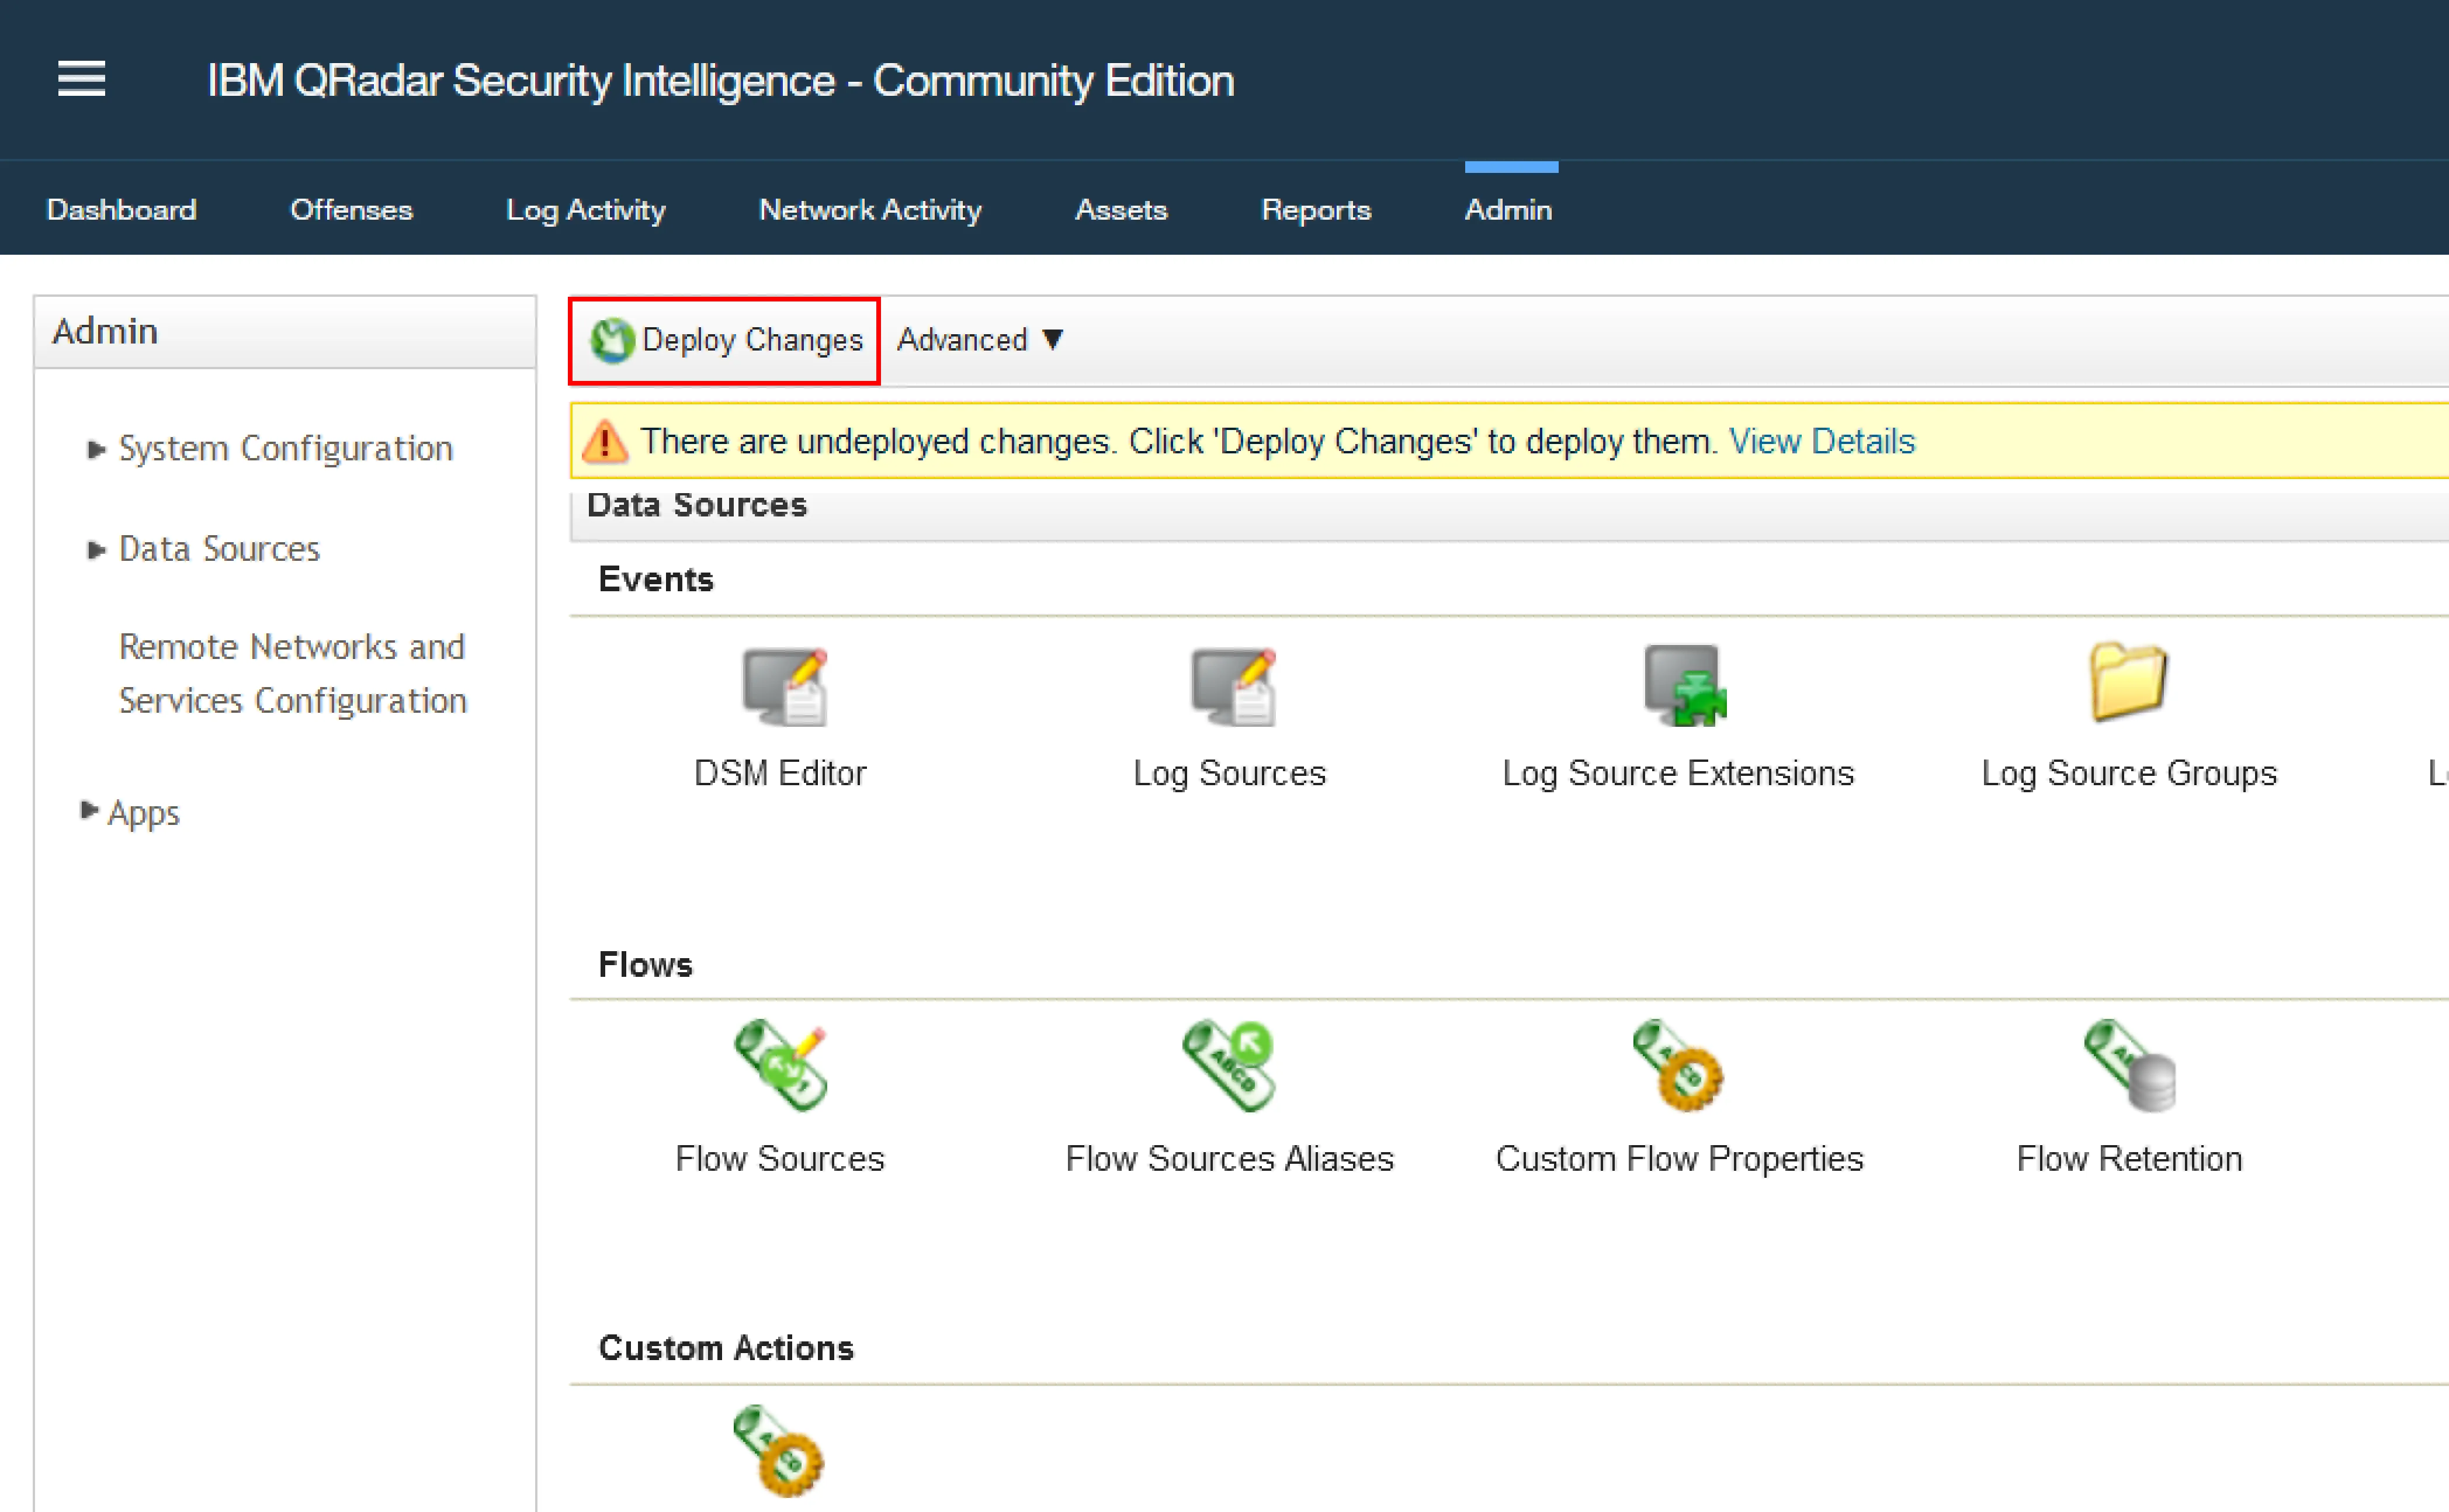 IBM QRadar Security Intelligence - Community Edition
Dashboard Offenses Log Activity Network Activity Assets Reports Admin
Admin
System Configuration
Data Sources
Remote Networks and
Services Configuration
Apps
Deploy Changes Advanced ▼
There are undeployed changes. Click 'Deploy Changes' to deploy them. View Details
Data Sources
Events
DSM Editor Log Sources Log Source Extensions Log Source Groups
Flows
Flow Sources Flow Sources Aliases Custom Flow Properties Flow Retention
Custom Actions